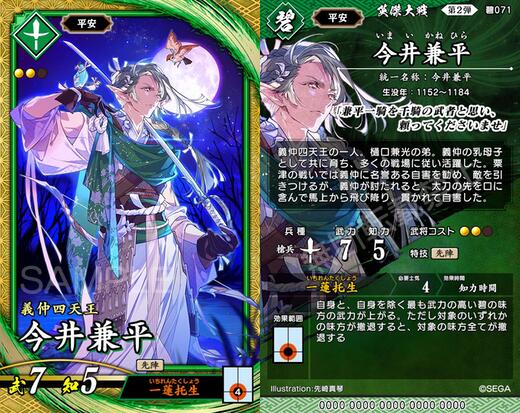 平安
SAMPLE
義仲四天王
今井兼平
先陣
武7 知5
いちれんたくしょう
一蓮托生
4
碧
平安
英傑大戦
第2弾
碧071
いま い かね ひら
今井兼平
統一名称：今井兼平
生没年：1152～1184
「兼平一騎を千騎の武者と思い、
頼ってくださいませ」
義仲四天王の一人。樋口兼光の弟。義仲の乳母子
として共に育ち、多くの戦場に従い活躍した。粟
津の戦いでは義仲に名誉ある自害を勧め、敵を引
きつけるが、義仲が討たれると、太刀の先を口に
含んで馬上から飛び降り、貫かれて自害した。
兵種 武力 知力 武将コスト
槍兵 7 5 特技 先陣
いちれんたくしょう 必要士気 効果時間
一蓮托生 4 知力時間
効果範囲
自身と、自身を除く最も武力の高い碧の味
方の武力が上がる。ただし対象のいずれか
の味方が撤退すると、対象の味方全てが撤
退する
Illustration:先崎真琴
©SEGA
0000 0000 0000 0000 0000